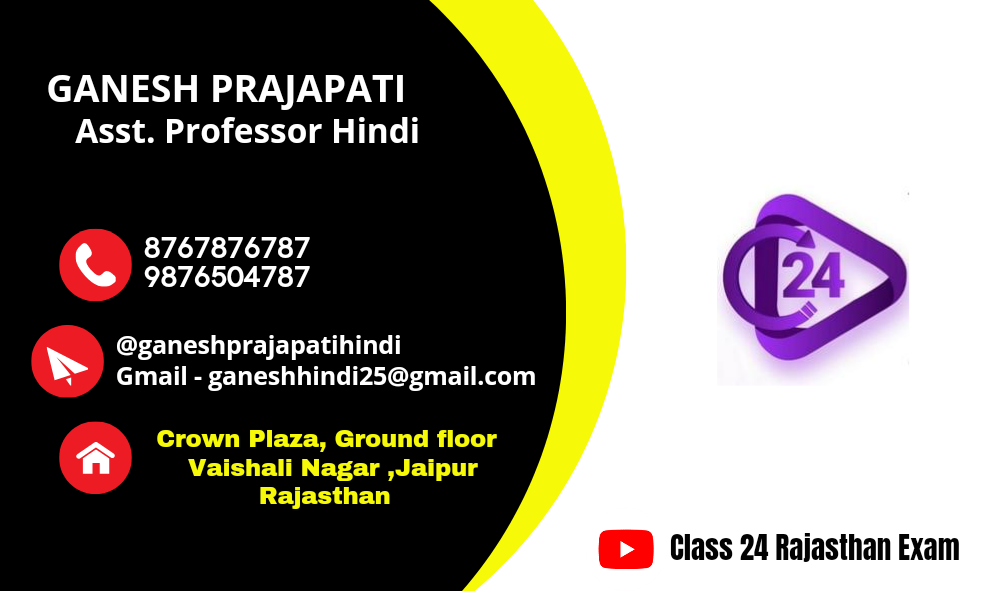 GANESH PRAJAPATI
Asst. Professor Hindi
8767876787
9876504787
@ganeshprajapatihindi
Gmail - ganeshhindi25@gmail.com
Crown Plaza, Ground floor
Vaishali Nagar ,Jaipur
Rajasthan
24
Class 24 Rajasthan Exam